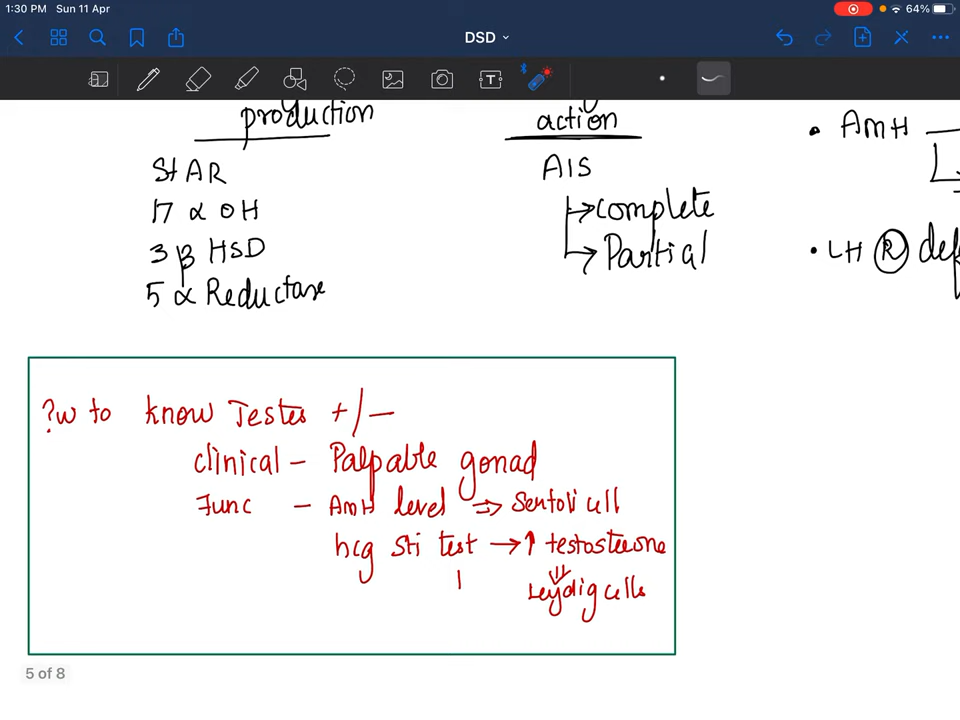 1:30 PM Sun 11 Apr 64%
DSD
T
production action
StAR AIS
17 α OH → complete
3 β HSD → Partial
5 α Reductase
• AMH
• LH R def
?w to know Testes +/-
clinical - Palpable gonad
Func - AMH level ⇒ Sertoli cell
hcg sti test → ↑ testosterone
Leydig cells
5 of 8